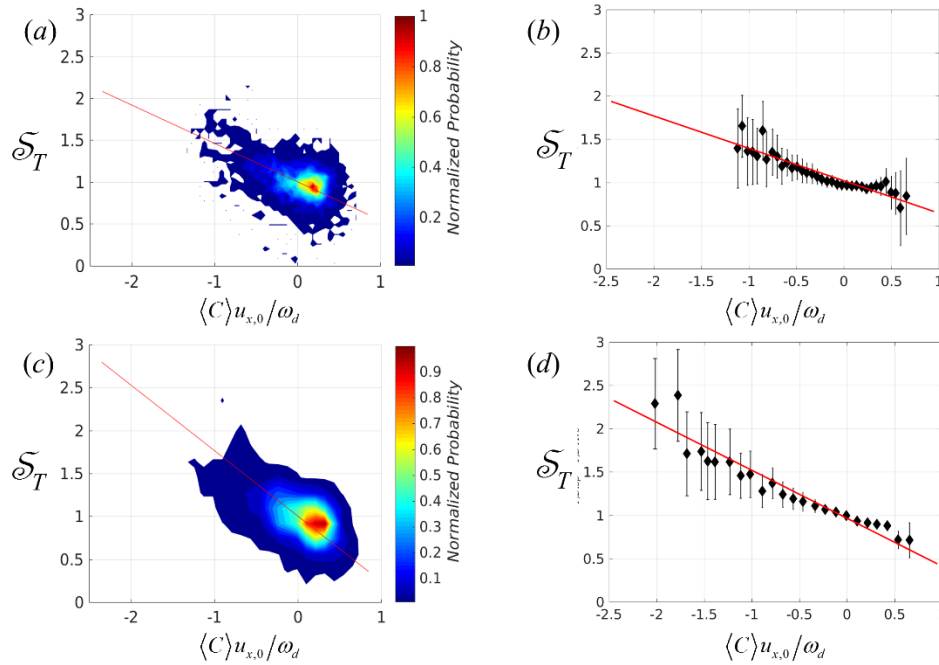 (a)
3
2.5
2
1.5
1
0.5
0
-2 -1 0 1
𝒮_T
⟨C⟩u_{x,0}/ω_d
1
0.8
0.6
0.4
0.2
Normalized Probability
(b)
3
2.5
2
1.5
1
0.5
0
-2.5 -2 -1.5 -1 -0.5 0 0.5 1
𝒮_T
⟨C⟩u_{x,0}/ω_d
(c)
3
2.5
2
1.5
1
0.5
0
-2 -1 0 1
𝒮_T
⟨C⟩u_{x,0}/ω_d
0.9
0.8
0.7
0.6
0.5
0.4
0.3
0.2
0.1
Normalized Probability
(d)
3
2.5
2
1.5
1
0.5
0
-2.5 -2 -1.5 -1 -0.5 0 0.5 1
𝒮_T
⟨C⟩u_{x,0}/ω_d